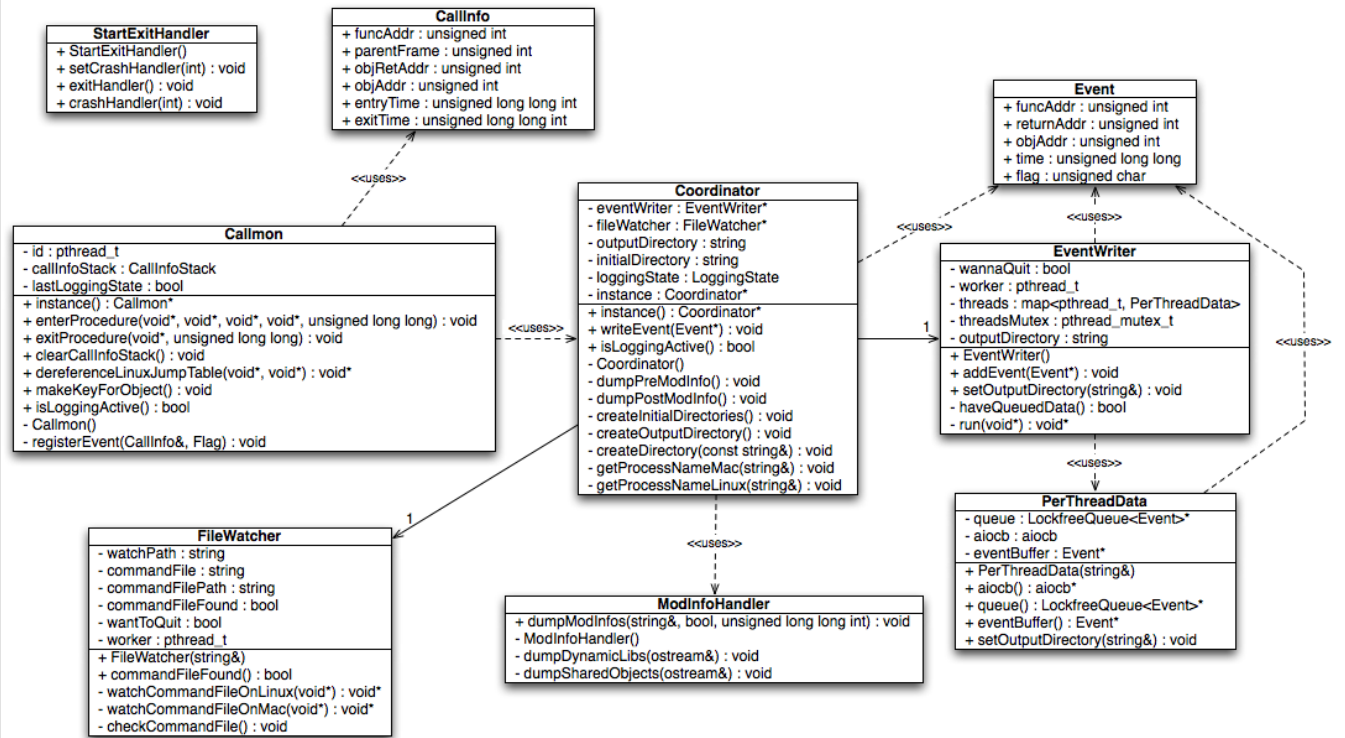 StartExitHandler
+ StartExitHandler()
+ setCrashHandler(int) : void
+ exitHandler() : void
+ crashHandler(int) : void
CallInfo
+ funcAddr : unsigned int
+ parentFrame : unsigned int
+ objRetAddr : unsigned int
+ objAddr : unsigned int
+ entryTime : unsigned long long int
+ exitTime : unsigned long long int
Event
+ funcAddr : unsigned int
+ returnAddr : unsigned int
+ objAddr : unsigned int
+ time : unsigned long long
+ flag : unsigned char
<<uses>>
Callmon
- id : pthread_t
- callInfoStack : CallInfoStack
- lastLoggingState : bool
+ instance() : Callmon*
+ enterProcedure(void*, void*, void*, void*, unsigned long long) : void
+ exitProcedure(void*, unsigned long long) : void
+ clearCallInfoStack() : void
+ dereferenceLinuxJumpTable(void*, void*) : void*
+ makeKeyForObject() : void
+ isLoggingActive() : bool
- Callmon()
- registerEvent(CallInfo&, Flag) : void
<<uses>>
Coordinator
- eventWriter : EventWriter*
- fileWatcher : FileWatcher*
- outputDirectory : string
- initialDirectory : string
- loggingState : LoggingState
- instance : Coordinator*
+ instance() : Coordinator*
+ writeEvent(Event*) : void
+ isLoggingActive() : bool
- Coordinator()
- dumpPreModInfo() : void
- dumpPostModInfo() : void
- createInitialDirectories() : void
- createOutputDirectory() : void
- createDirectory(const string&) : void
- getProcessNameMac(string&) : void
- getProcessNameLinux(string&) : void
<<uses>>
<<uses>>
1
EventWriter
- wannaQuit : bool
- worker : pthread_t
- threads : map<pthread_t, PerThreadData>
- threadsMutex : pthread_mutex_t
- outputDirectory : string
+ EventWriter()
+ addEvent(Event*) : void
+ setOutputDirectory(string&) : void
- haveQueuedData() : bool
- run(void*) : void*
<<uses>>
<<uses>>
PerThreadData
- queue : LockfreeQueue<Event>*
- aiocb : aiocb
- eventBuffer : Event*
+ PerThreadData(string&)
+ aiocb() : aiocb*
+ queue() : LockfreeQueue<Event>*
+ eventBuffer() : Event*
+ setOutputDirectory(string&) : void
1
FileWatcher
- watchPath : string
- commandFile : string
- commandFilePath : string
- commandFileFound : bool
- wantToQuit : bool
- worker : pthread_t
+ FileWatcher(string&)
+ commandFileFound() : bool
- watchCommandFileOnLinux(void*) : void*
- watchCommandFileOnMac(void*) : void*
- checkCommandFile() : void
<<uses>>
ModInfoHandler
+ dumpModInfos(string&, bool, unsigned long long int) : void
- ModInfoHandler()
- dumpDynamicLibs(ostream&) : void
- dumpSharedObjects(ostream&) : void